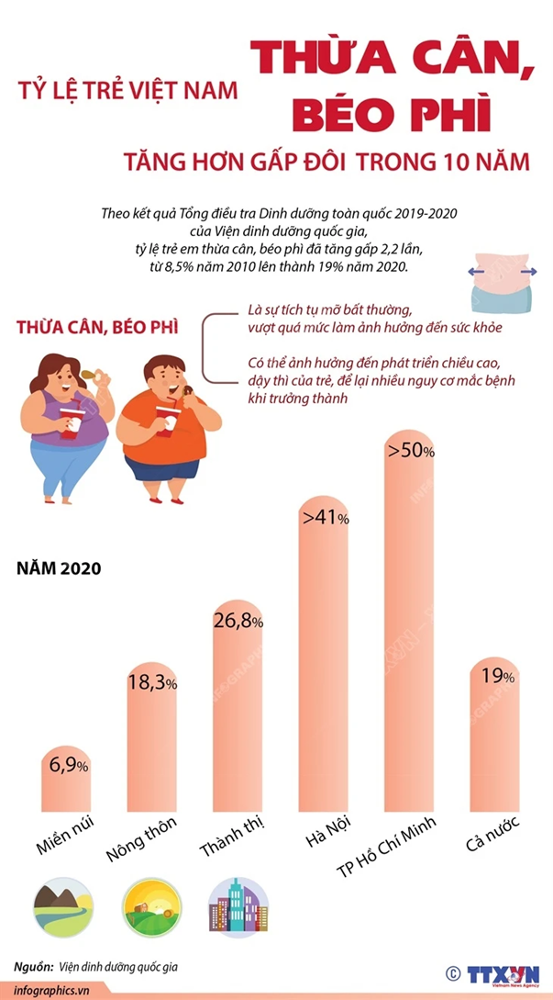 TỶ LỆ TRẺ VIỆT NAM
THỪA CÂN,
BÉO PHÌ
TĂNG HƠN GẤP ĐÔI TRONG 10 NĂM
Theo kết quả Tổng điều tra Dinh dưỡng toàn quốc 2019-2020
của Viện dinh dưỡng quốc gia,
tỷ lệ trẻ em thừa cân, béo phì đã tăng gấp 2,2 lần,
từ 8,5% năm 2010 lên thành 19% năm 2020.
THỪA CÂN, BÉO PHÌ
Là sự tích tụ mỡ bất thường,
vượt quá mức làm ảnh hưởng đến sức khỏe
Có thể ảnh hưởng đến phát triển chiều cao,
dậy thì của trẻ, để lại nhiều nguy cơ mắc bệnh
khi trưởng thành
NĂM 2020
6,9%
18,3%
26,8%
>41%
>50%
19%
Miền núi
Nông thôn
Thành thị
Hà Nội
TP Hồ Chí Minh
Cả nước
Nguồn: Viện dinh dưỡng quốc gia
© TTXVN
Vietnam News Agency
infographics.vn